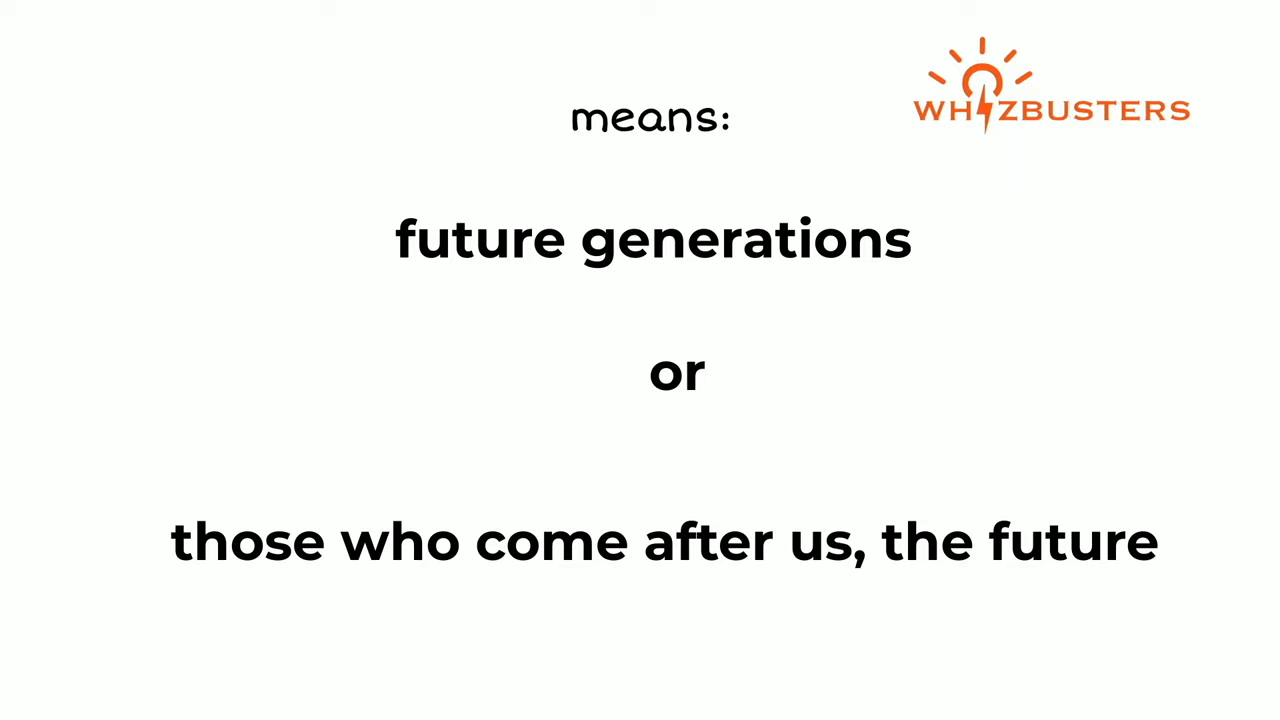 means:
WHIZBUSTERS
future generations
or
those who come after us, the future